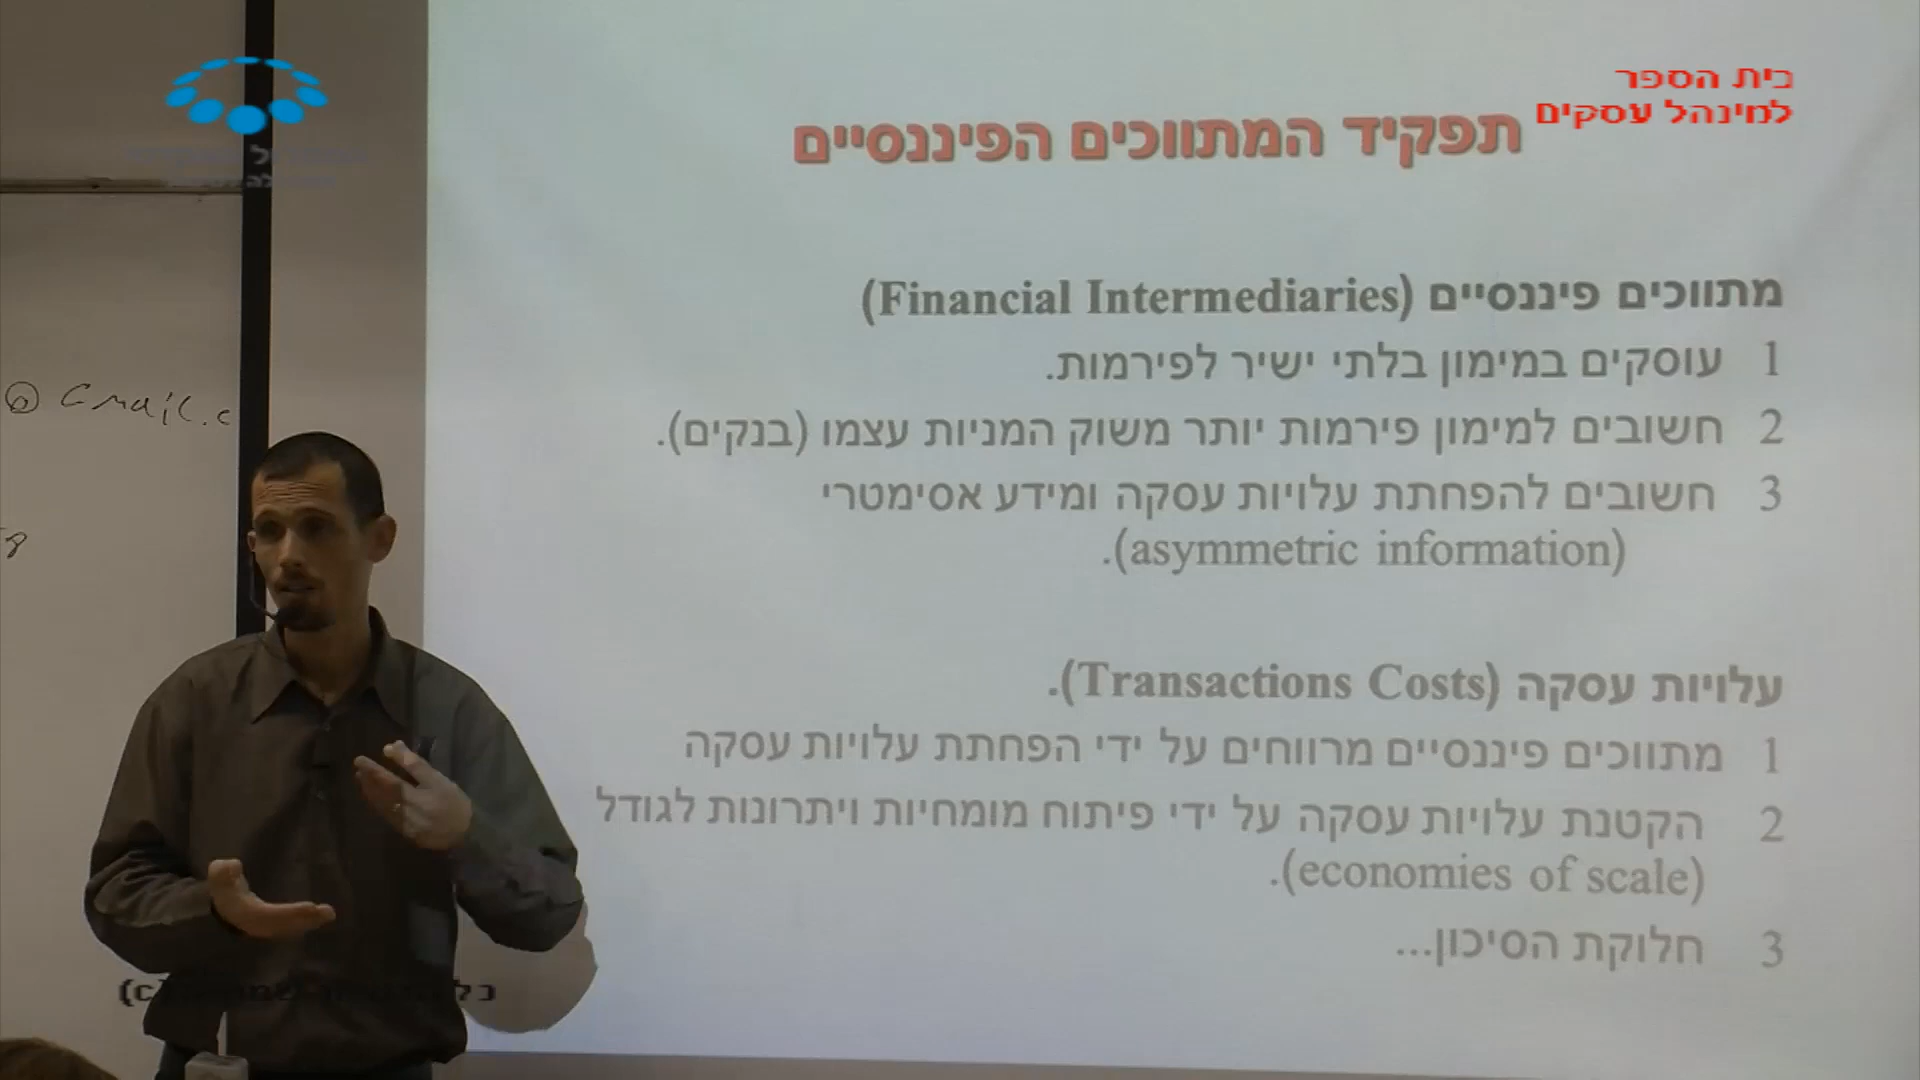 בית הספר
למינהל עסקים
תפקיד המתווכים הפיננסיים
מתווכים פיננסיים (Financial Intermediaries)
1 עוסקים במימון בלתי ישיר לפירמות.
2 חשובים למימון פירמות יותר משוק המניות עצמו (בנקים).
3 חשובים להפחתת עלויות עסקה ומידע אסימטרי
(asymmetric information).
עלויות עסקה (Transactions Costs).
1 מתווכים פיננסיים מרווחים על ידי הפחתת עלויות עסקה
2 הקטנת עלויות עסקה על ידי פיתוח מומחיות ויתרונות לגודל
(economies of scale).
3 חלוקת הסיכון...
@ Gmail.c